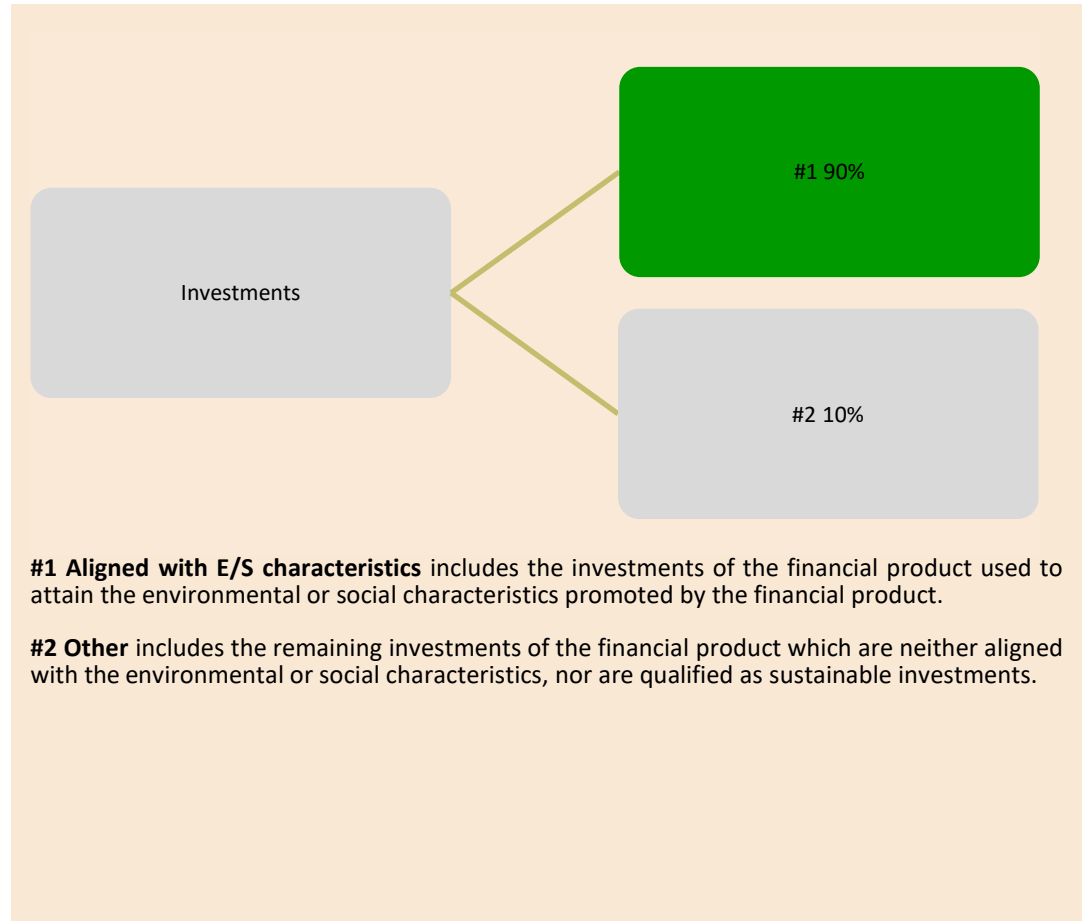 #1 90%
Investments
#2 10%
#1 Aligned with E/S characteristics includes the investments of the financial product used to
attain the environmental or social characteristics promoted by the financial product.
#2 Other includes the remaining investments of the financial product which are neither aligned
with the environmental or social characteristics, nor are qualified as sustainable investments.